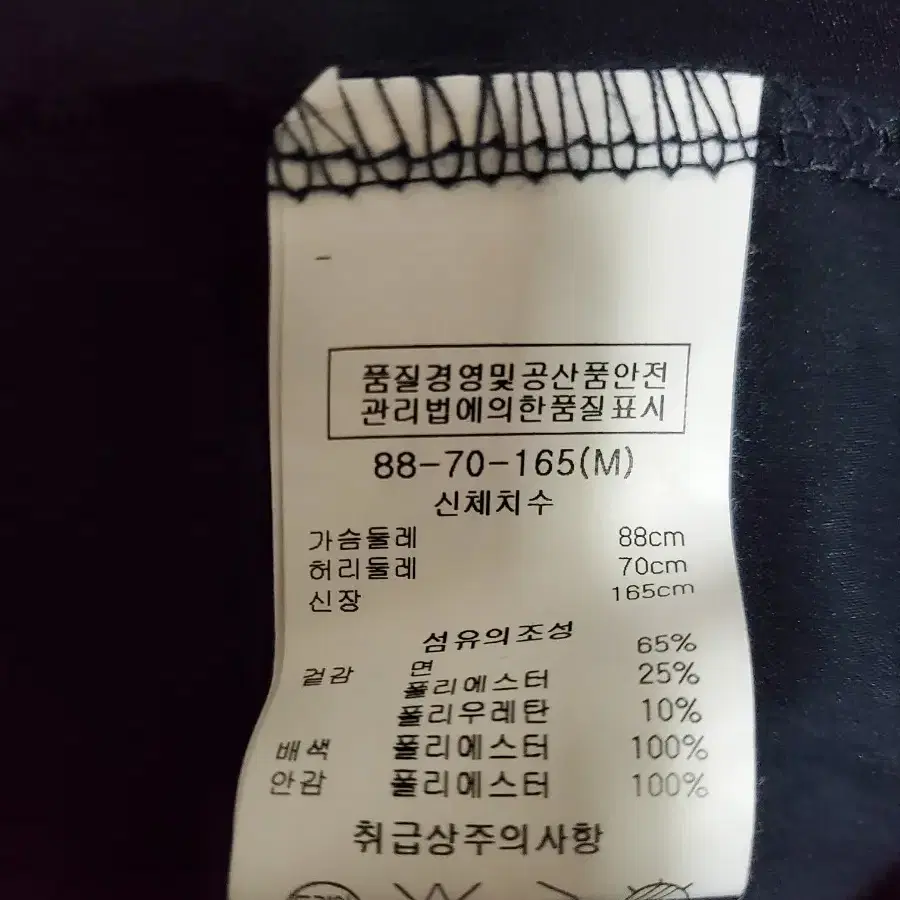 품질경영및공산품안전
관리법에의한품질표시
88-70-165(M)
신체치수
가슴둘레 88cm
허리둘레 70cm
신장 165cm
섬유의조성
겉감 면 65%
폴리에스터 25%
폴리우레탄 10%
배색 폴리에스터 100%
안감 폴리에스터 100%
취급상주의사항